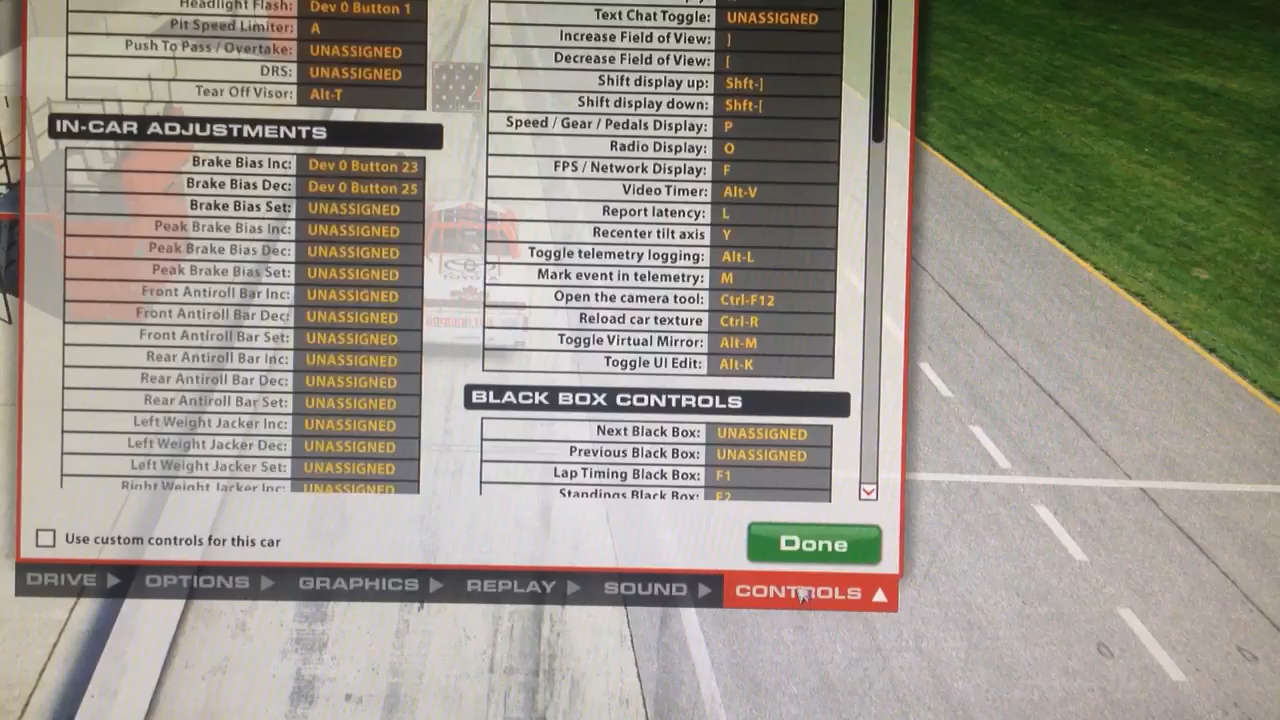 Headlight Flash: Dev 0 Button 1
Pit Speed Limiter: A
Push To Pass / Overtake: UNASSIGNED
DRS: UNASSIGNED
Tear Off Visor: Alt-T
IN-CAR ADJUSTMENTS
Brake Bias Inc: Dev 0 Button 23
Brake Bias Dec: Dev 0 Button 25
Brake Bias Set: UNASSIGNED
Peak Brake Bias Inc: UNASSIGNED
Peak Brake Bias Dec: UNASSIGNED
Peak Brake Bias Set: UNASSIGNED
Front Antiroll Bar Inc: UNASSIGNED
Front Antiroll Bar Dec: UNASSIGNED
Front Antiroll Bar Set: UNASSIGNED
Rear Antiroll Bar Inc: UNASSIGNED
Rear Antiroll Bar Dec: UNASSIGNED
Rear Antiroll Bar Set: UNASSIGNED
Left Weight Jacker Inc: UNASSIGNED
Left Weight Jacker Dec: UNASSIGNED
Left Weight Jacker Set: UNASSIGNED
Right Weight Jacker Inc: UNASSIGNED
Text Chat Toggle: UNASSIGNED
Increase Field of View: ]
Decrease Field of View: [
Shift display up: Shft-]
Shift display down: Shft-[
Speed / Gear / Pedals Display: P
Radio Display: O
FPS / Network Display: F
Video Timer: Alt-V
Report latency: L
Recenter tilt axis Y
Toggle telemetry logging: Alt-L
Mark event in telemetry: M
Open the camera tool: Ctrl-F12
Reload car texture Ctrl-R
Toggle Virtual Mirror: Alt-M
Toggle UI Edit: Alt-K
BLACK BOX CONTROLS
Next Black Box: UNASSIGNED
Previous Black Box: UNASSIGNED
Lap Timing Black Box: F1
Standings Black Box: F2
Use custom controls for this car
Done
DRIVE OPTIONS GRAPHICS REPLAY SOUND CONTROLS
TOYOTA